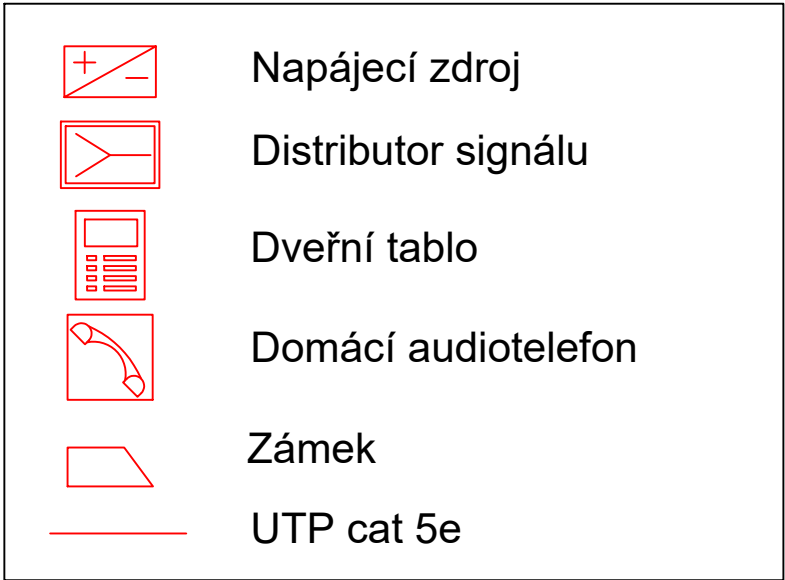 Napájecí zdroj
Distributor signálu
Dveřní tablo
Domácí audiotelefon
Zámek
UTP cat 5e